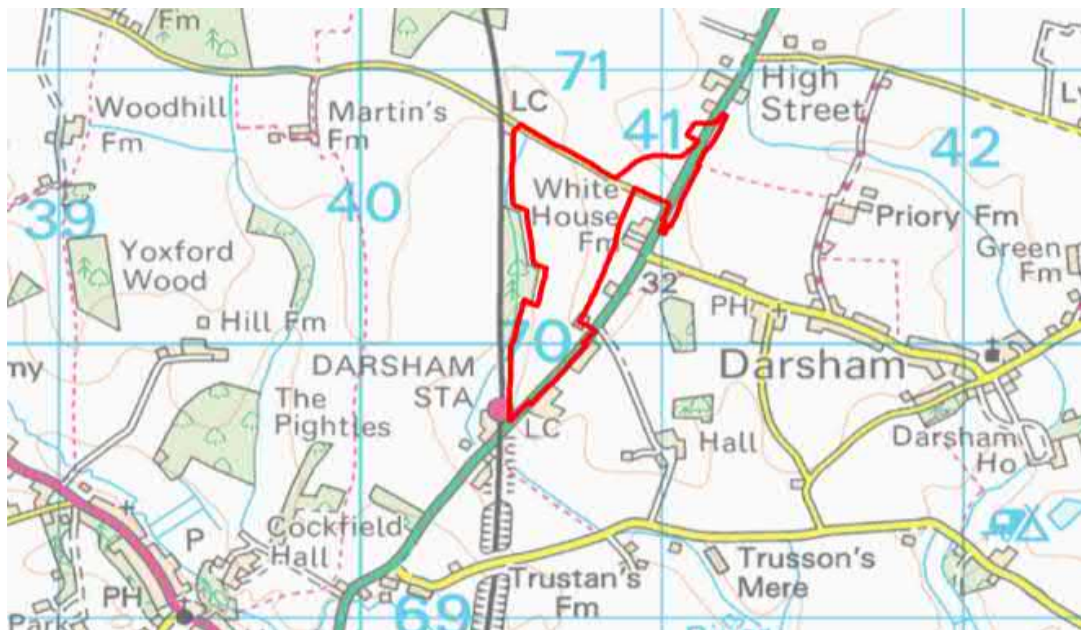 Fm
71
High
Street
LC
Woodhill
Fm
Martin's
Fm
41
42
39
40
White
House
Fm
Priory Fm
Green
Fm
Yoxford
Wood
32
Hill Fm
PH
70
my
DARSHAM
STA
Darsham
The
Pightles
LC
Hall
Darsham
Ho
Cockfield
Hall
P
Trusson's
Mere
PH
Trustan's
Fm
69
Park